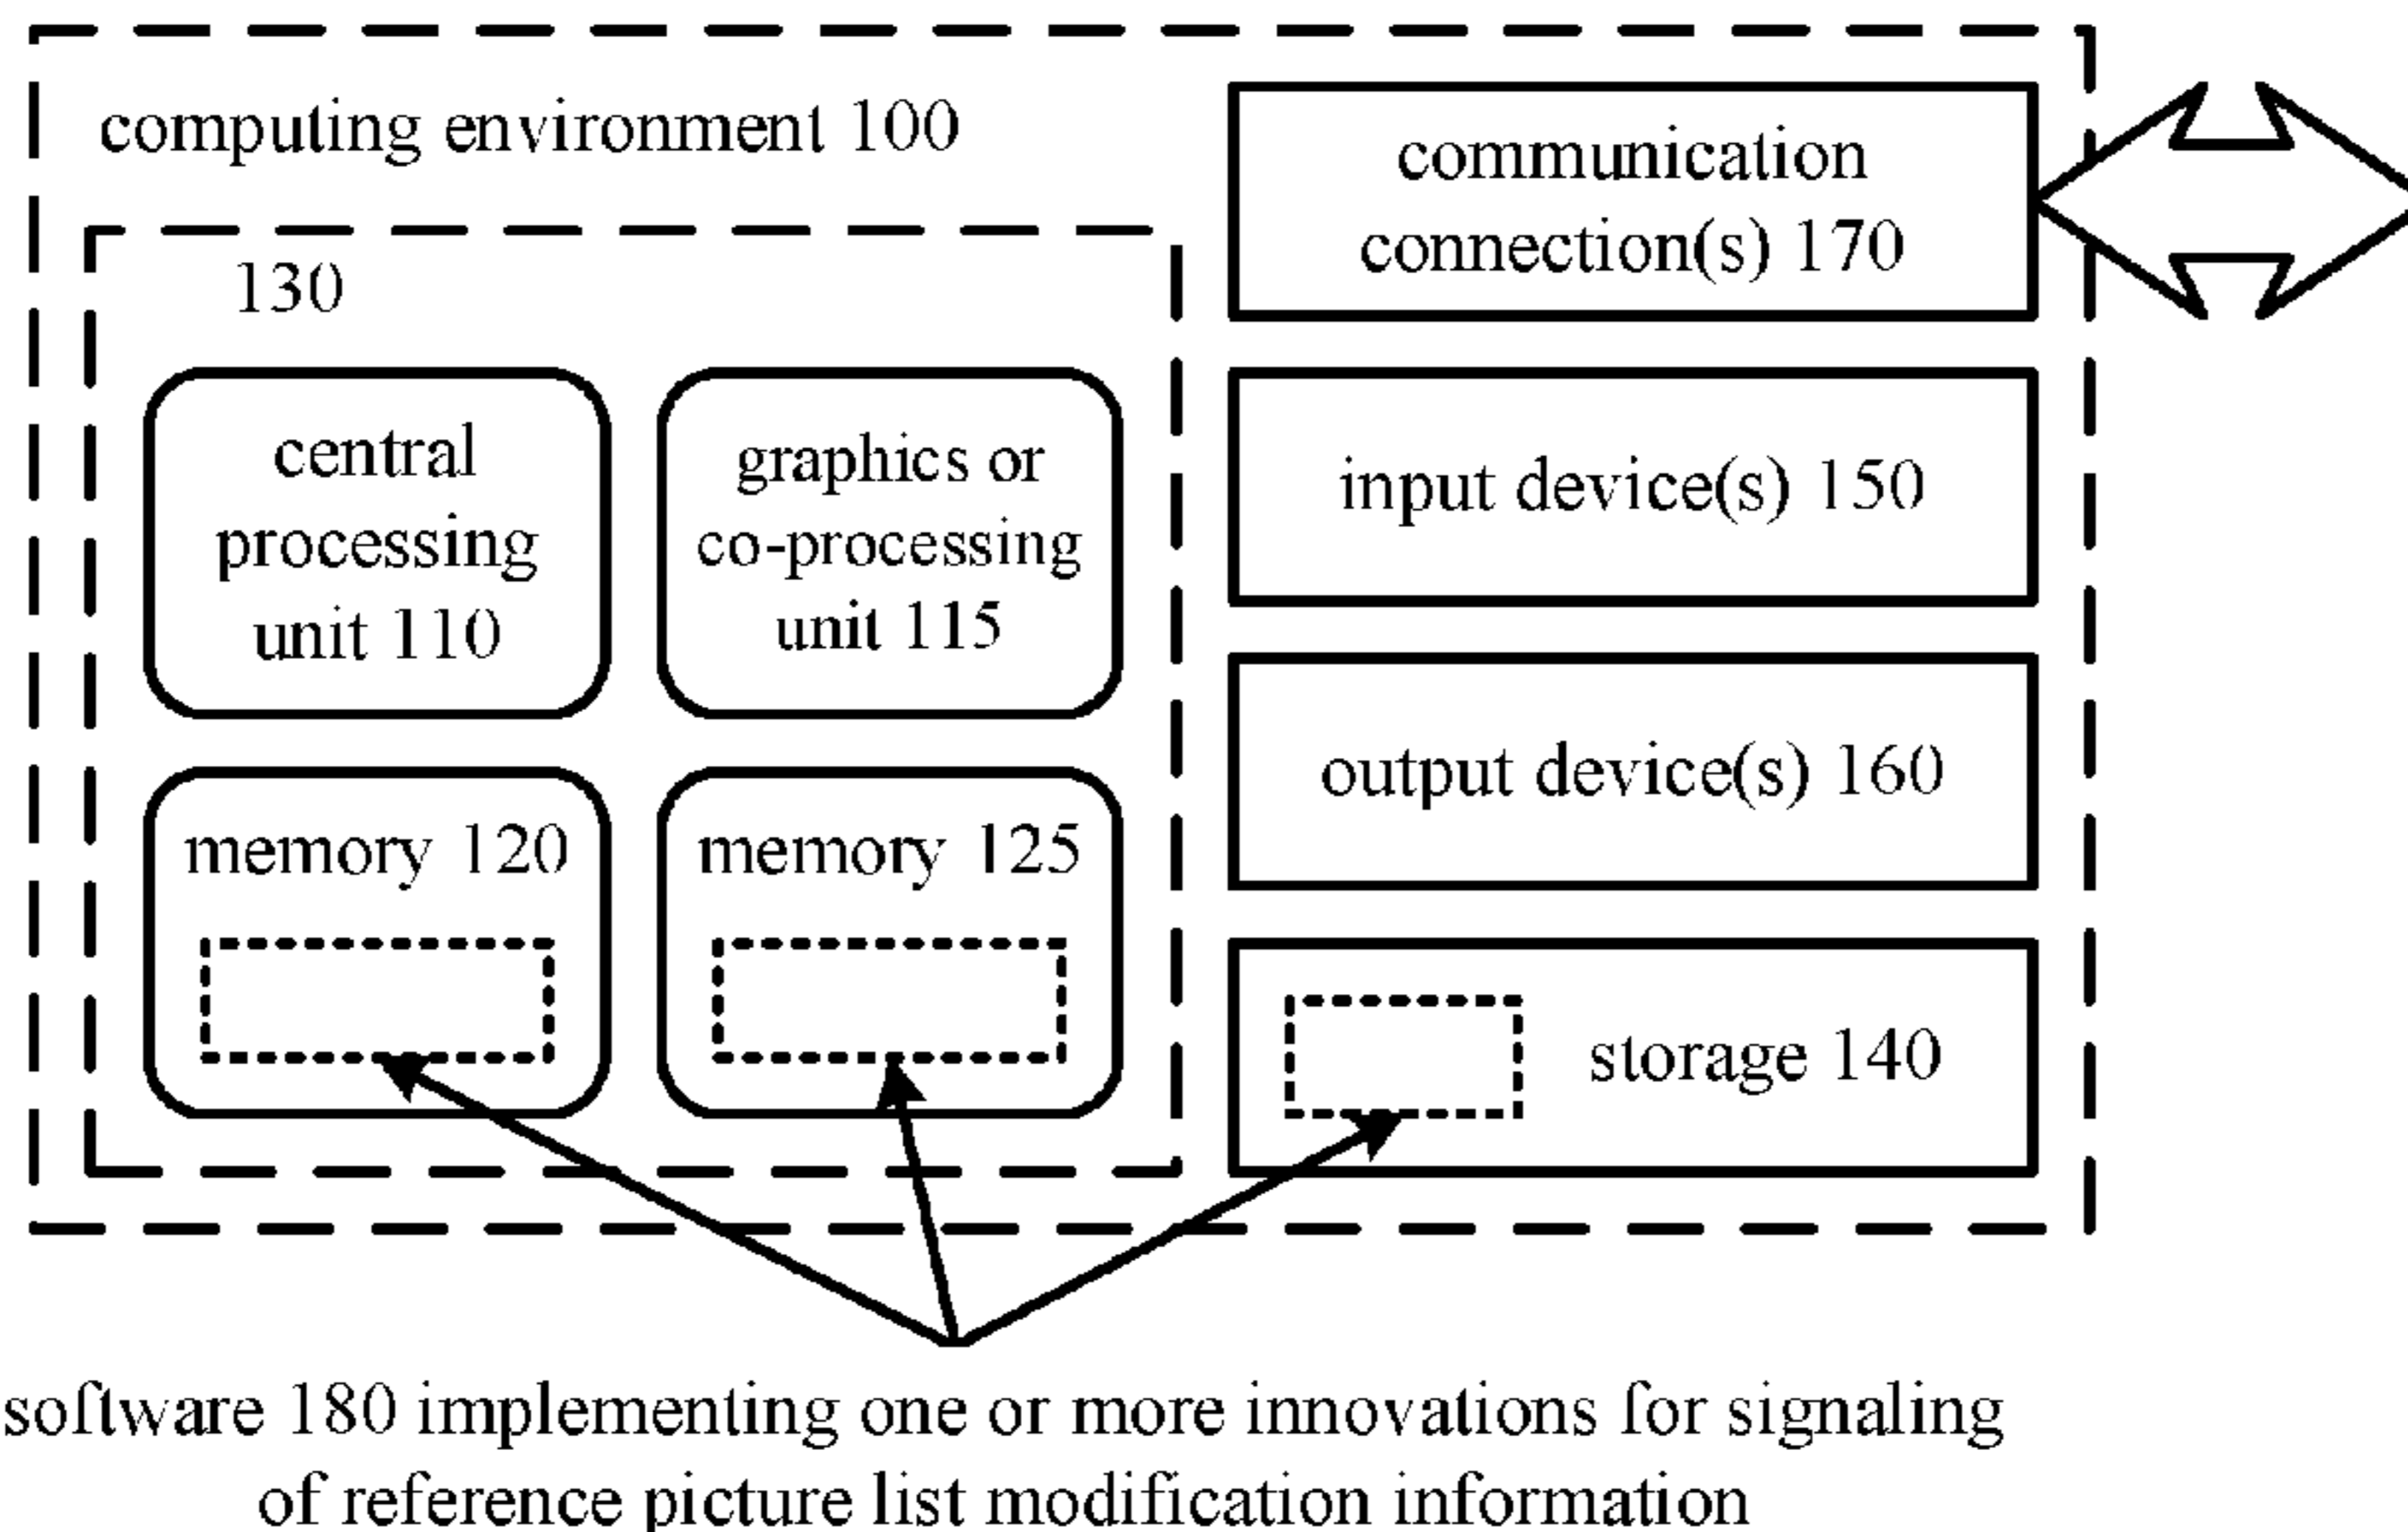 computing environment 100
130
central
processing
unit 110
graphics or
co-processing
unit 115
memory 120
memory 125
communication
connection(s) 170
input device(s) 150
output device(s) 160
storage 140
software 180 implementing one or more innovations for signaling
of reference picture list modification information